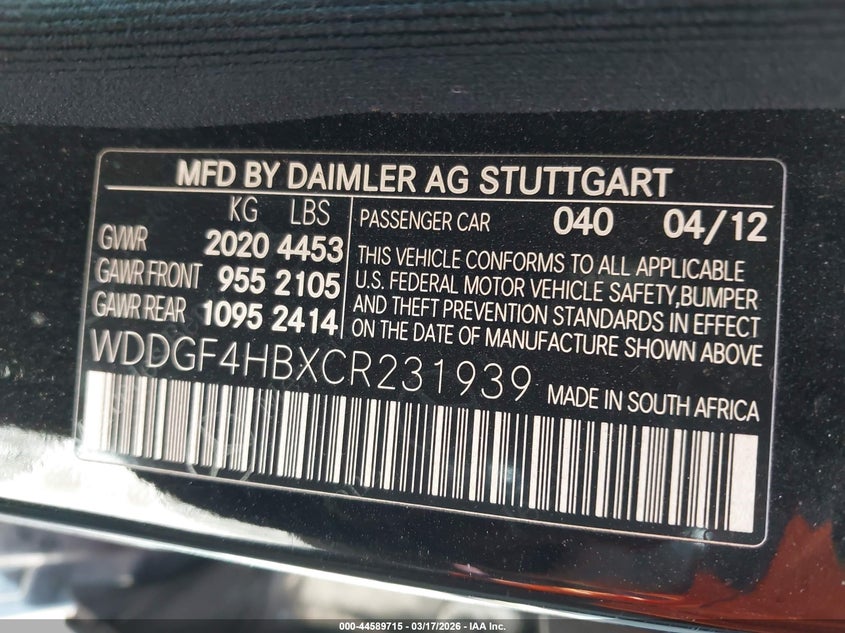 MFD BY DAIMLER AG STUTTGART
KG LBS
GVWR 2020 4453
GAWR FRONT 955 2105
GAWR REAR 1095 2414
PASSENGER CAR 040 04/12
THIS VEHICLE CONFORMS TO ALL APPLICABLE
U.S. FEDERAL MOTOR VEHICLE SAFETY,BUMPER
AND THEFT PREVENTION STANDARDS IN EFFECT
ON THE DATE OF MANUFACTURE SHOWN ABOVE
WDDGF4HBXCR231939 MADE IN SOUTH AFRICA
000-44589715 - 03/17/2026 - IAA Inc.